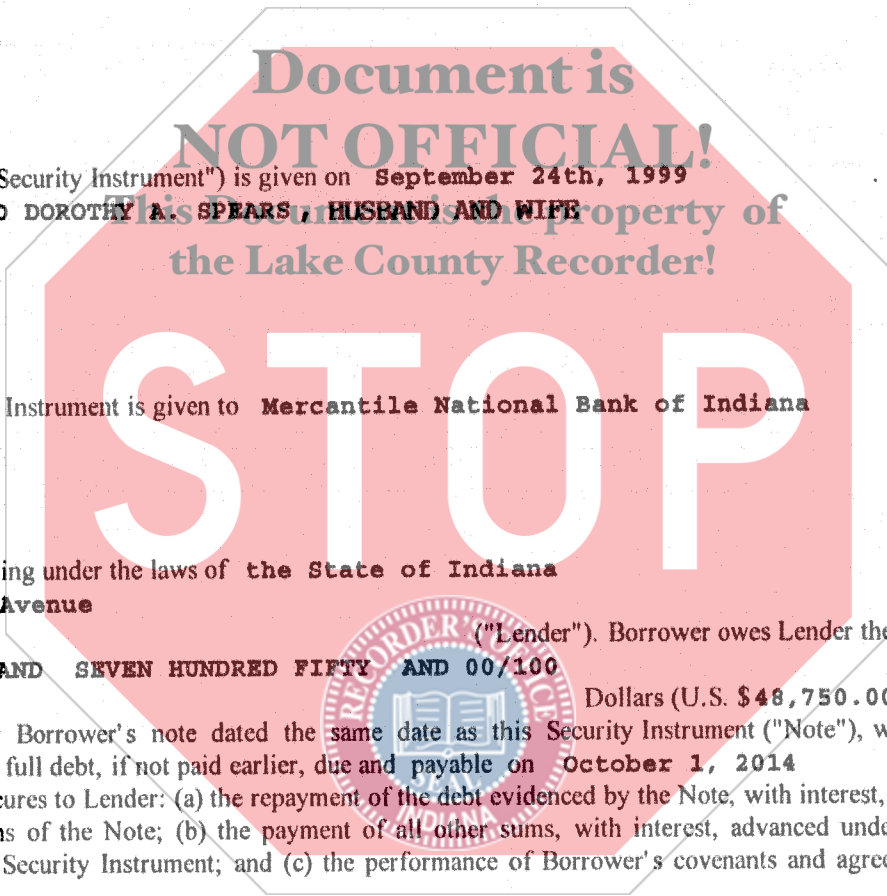 Document is
NOT OFFICIAL!
Security Instrument") is given on September 24th, 1999
DOROTHY A. SPEARS , HUSBAND AND WIFE
This Document is the property of
the Lake County Recorder!
STOP
Instrument is given to Mercantile National Bank of Indiana
ing under the laws of the State of Indiana
Avenue
("Lender"). Borrower owes Lender the
AND SEVEN HUNDRED FIFTY AND 00/100
Dollars (U.S. $48,750.00
Borrower's note dated the same date as this Security Instrument ("Note"), w
full debt, if not paid earlier, due and payable on October 1, 2014
cures to Lender: (a) the repayment of the debt evidenced by the Note, with interest,
ns of the Note; (b) the payment of all other sums, with interest, advanced unde
Security Instrument; and (c) the performance of Borrower's covenants and agree
RECORDER'S OFFICE
SEAL
INDIANA